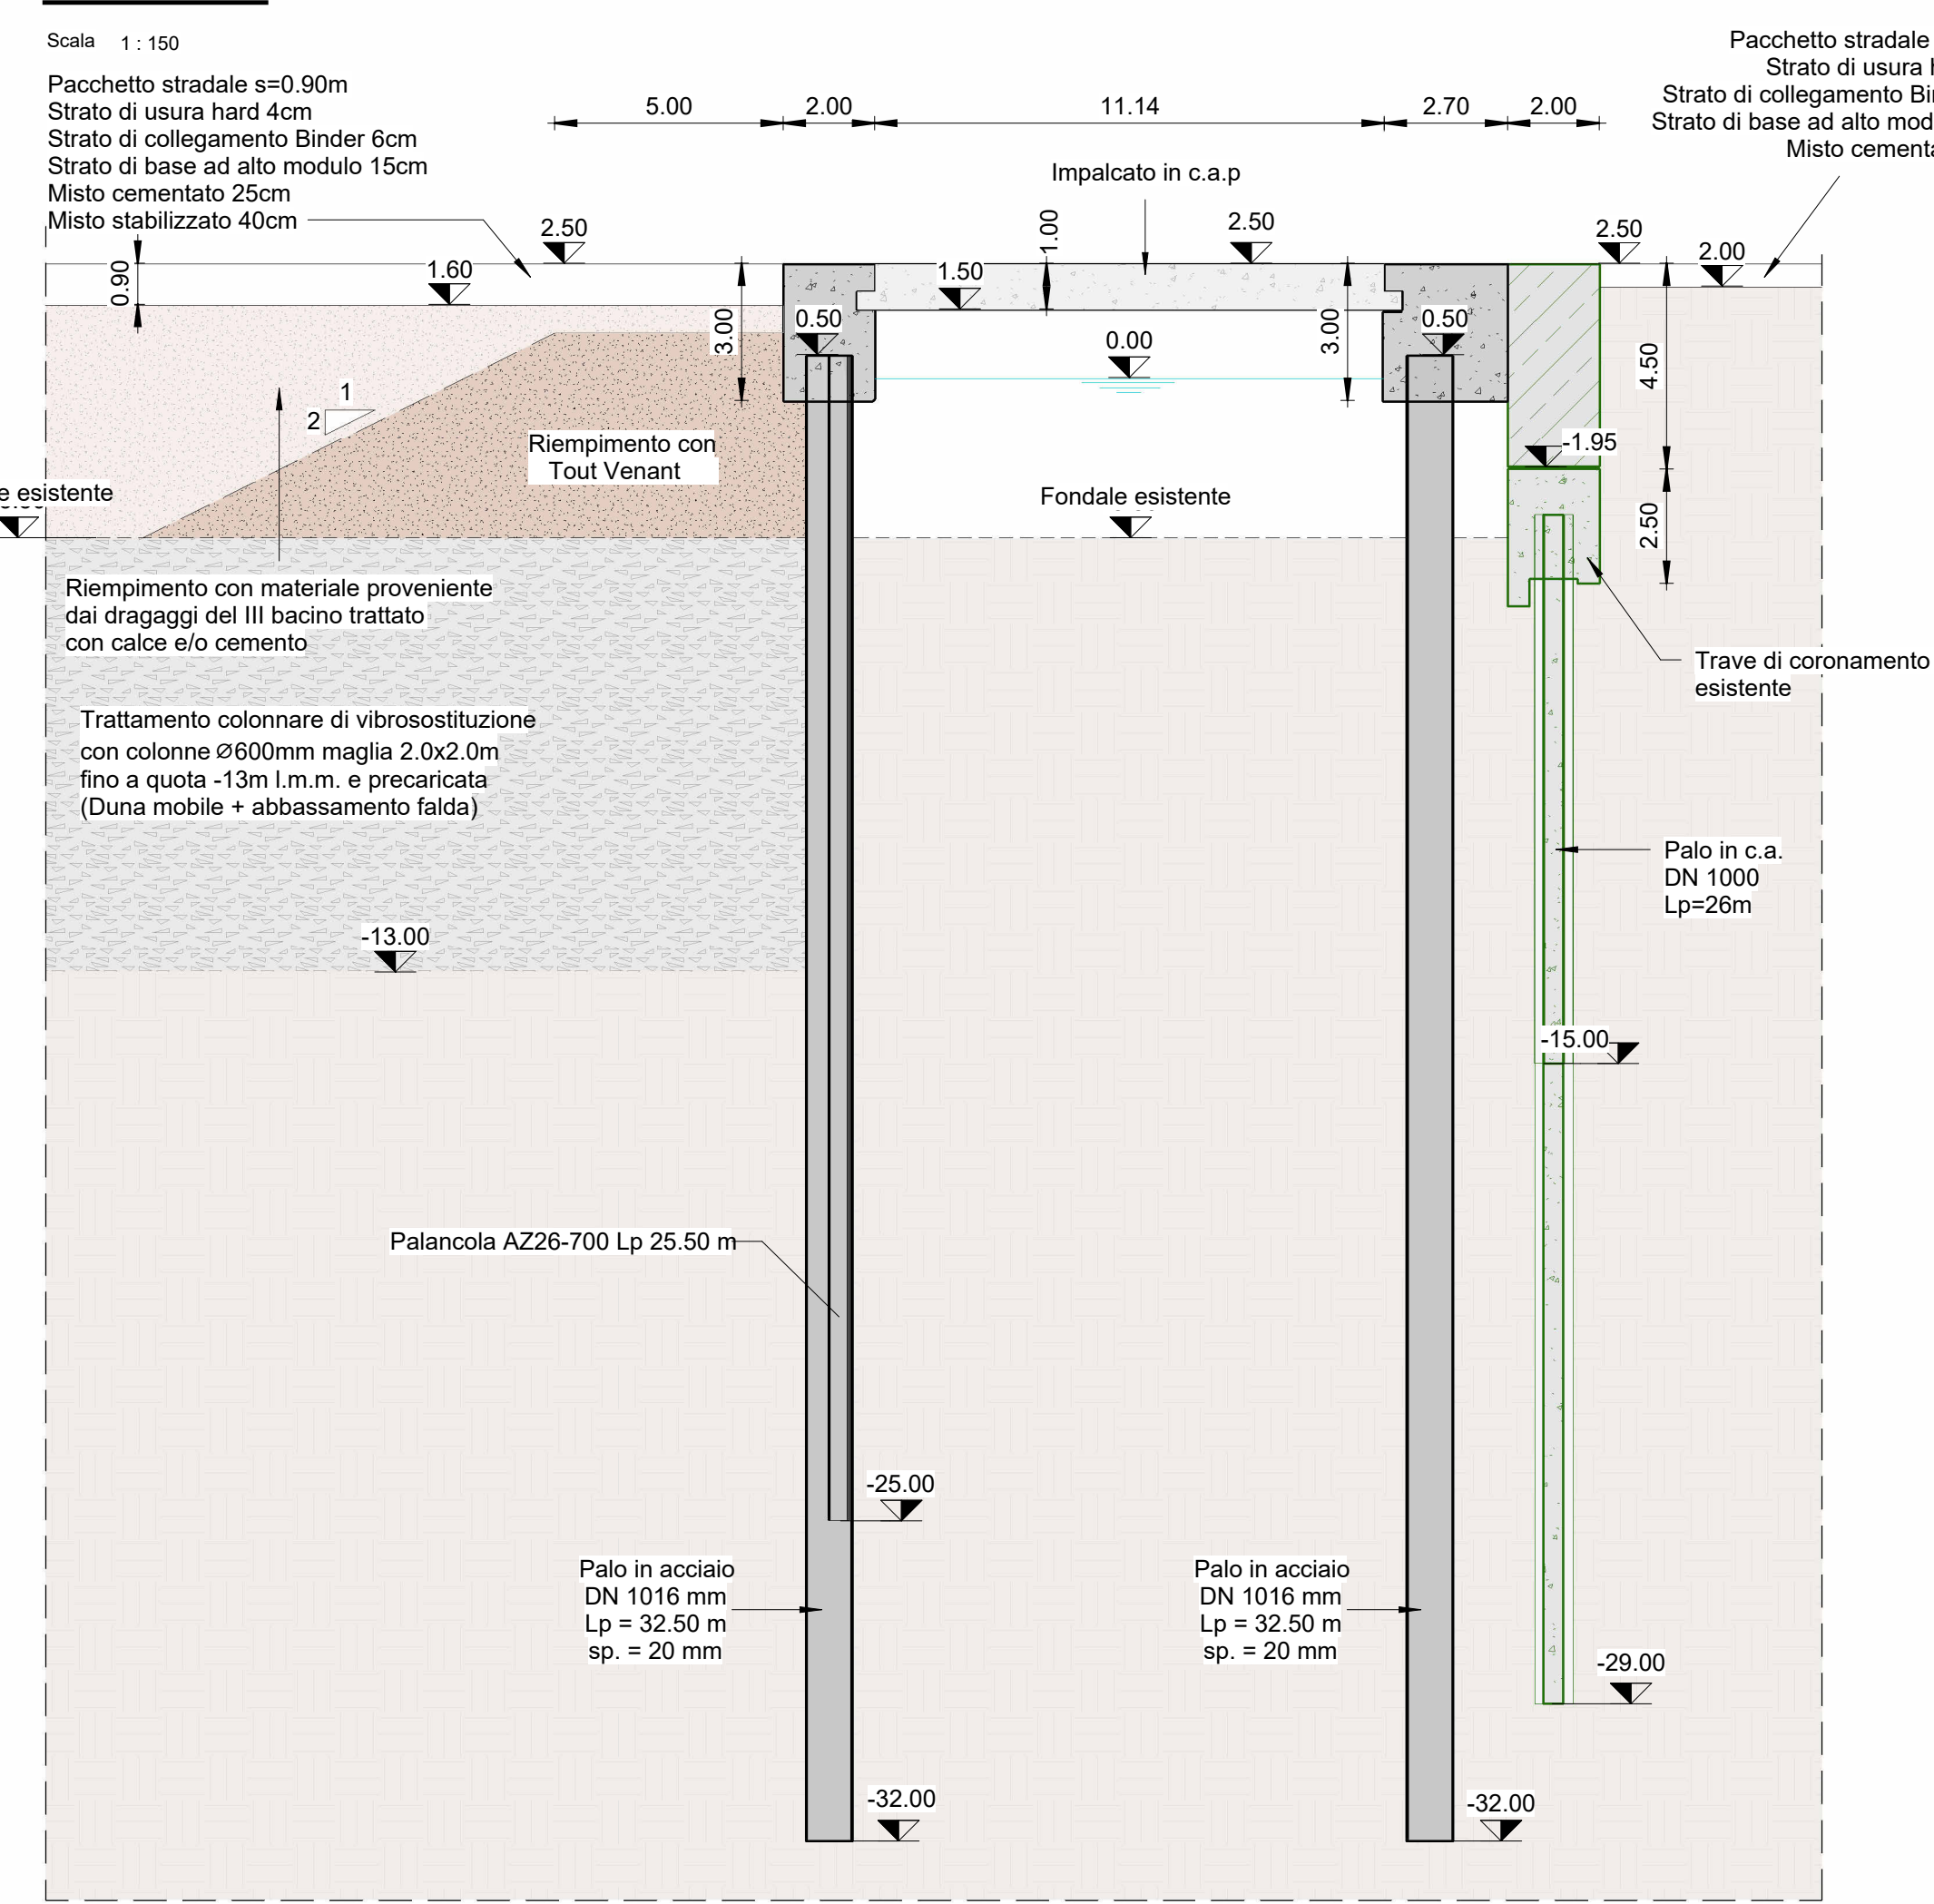 Scala 1 : 150
Pacchetto stradale s=0.90m
Strato di usura hard 4cm
Strato di collegamento Binder 6cm
Strato di base ad alto modulo 15cm
Misto cementato 25cm
Misto stabilizzato 40cm
Pacchetto stradale
Strato di usura
Strato di collegamento
Strato di base ad alto
Misto
5.00
2.00
11.14
2.70
2.00
Impalcato in c.a.p
2.50
1.00
2.50
2.50
2.00
0.90
1.60
1.50
3.00
0.50
0.00
3.00
0.50
4.50
1
2
Riempimento con
Tout Venant
-1.95
esistente
Fondale esistente
2.50
Riempimento con materiale proveniente
dai dragaggi del III bacino trattato
con calce e/o cemento
Trave di coronamento
esistente
Trattamento colonnare di vibrosostituzione
con colonne Ø600mm maglia 2.0x2.0m
fino a quota -13m l.m.m. e precaricata
(Duna mobile + abbassamento falda)
Palo in c.a.
DN 1000
Lp=26m
-13.00
-15.00
Palancola AZ26-700 Lp 25.50 m
-25.00
Palo in acciaio
DN 1016 mm
Lp = 32.50 m
sp. = 20 mm
Palo in acciaio
DN 1016 mm
Lp = 32.50 m
sp. = 20 mm
-29.00
-32.00
-32.00